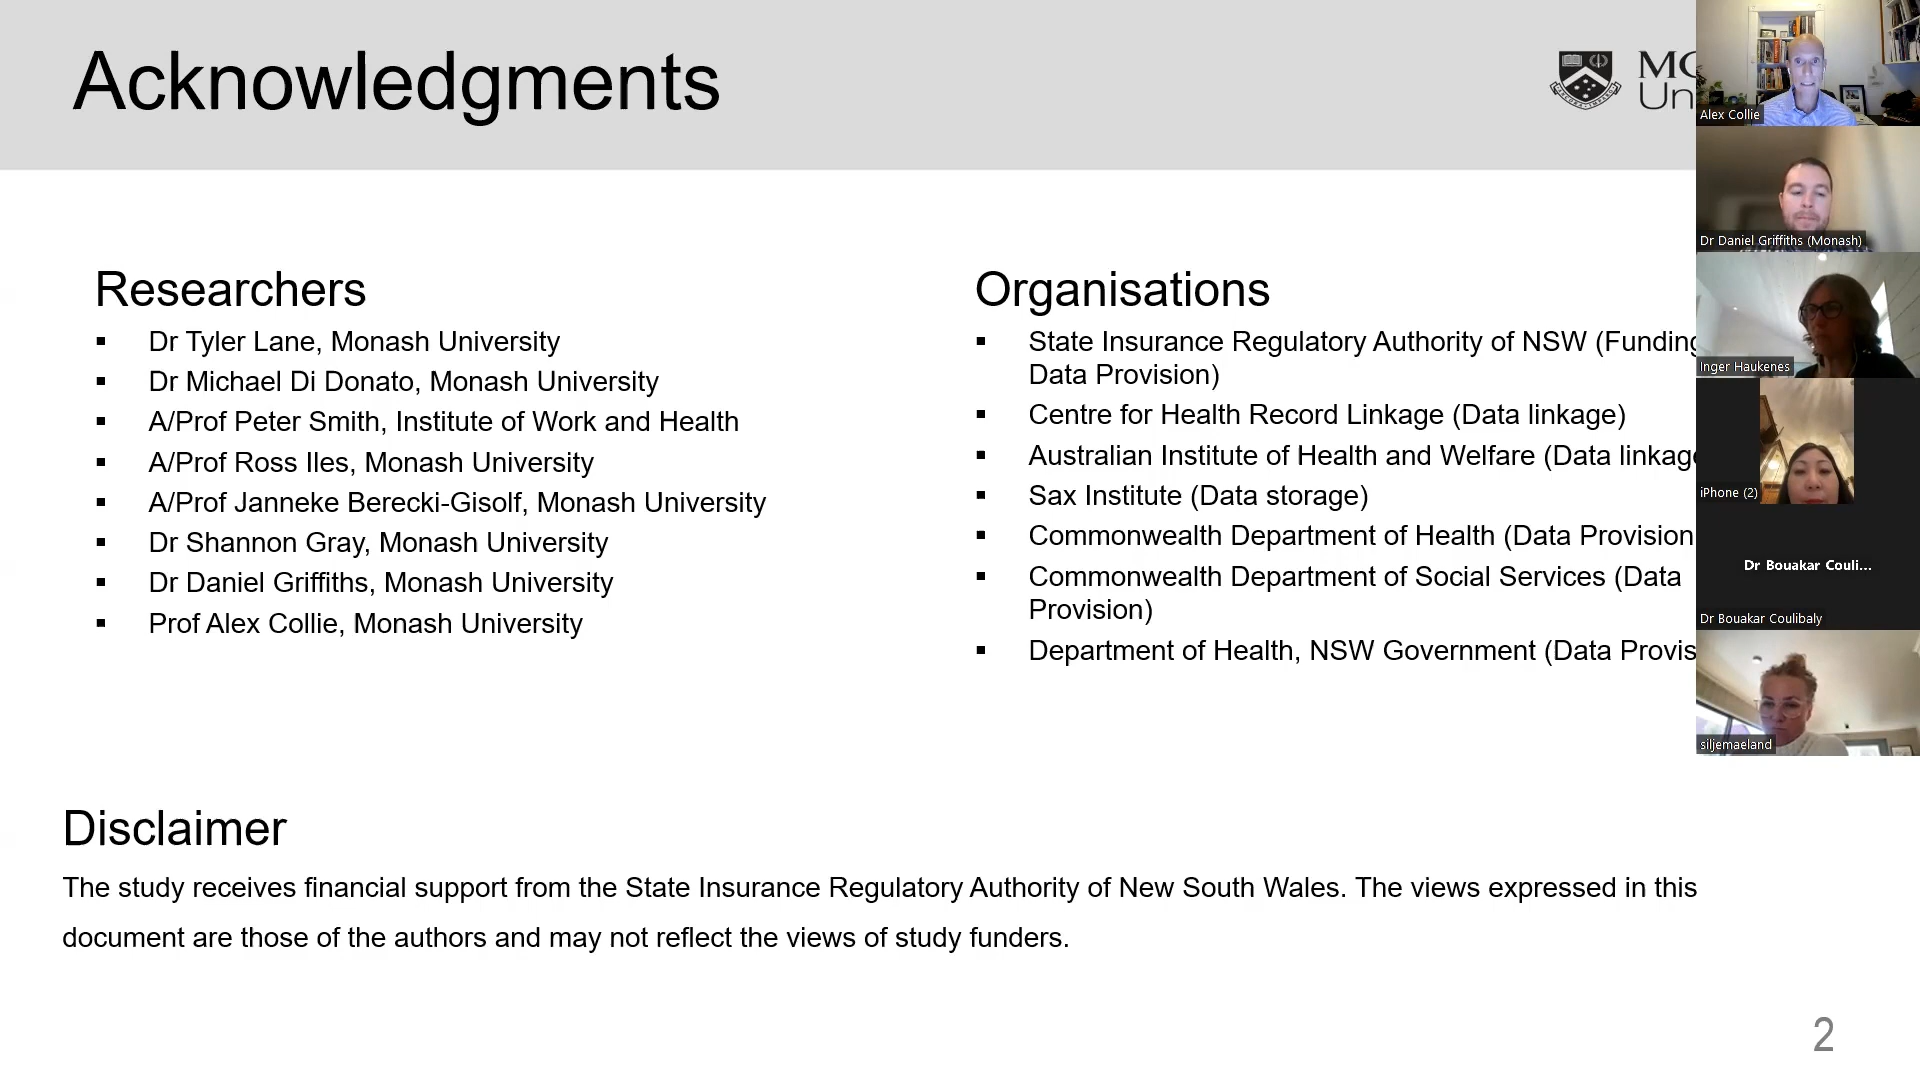 Acknowledgments
Researchers
▪ Dr Tyler Lane, Monash University
▪ Dr Michael Di Donato, Monash University
▪ A/Prof Peter Smith, Institute of Work and Health
▪ A/Prof Ross Iles, Monash University
▪ A/Prof Janneke Berecki-Gisolf, Monash University
▪ Dr Shannon Gray, Monash University
▪ Dr Daniel Griffiths, Monash University
▪ Prof Alex Collie, Monash University
Organisations
▪ State Insurance Regulatory Authority of NSW (Funding
Data Provision)
▪ Centre for Health Record Linkage (Data linkage)
▪ Australian Institute of Health and Welfare (Data linkage
▪ Sax Institute (Data storage)
▪ Commonwealth Department of Health (Data Provision
▪ Commonwealth Department of Social Services (Data
Provision)
▪ Department of Health, NSW Government (Data Provis
Disclaimer
The study receives financial support from the State Insurance Regulatory Authority of New South Wales. The views expressed in this
document are those of the authors and may not reflect the views of study funders.
2
Alex Collie
Dr Daniel Griffiths (Monash)
Inger Haukenes
iPhone (2)
Dr Bouakar Couli...
Dr Bouakar Coulibaly
siljemaeland